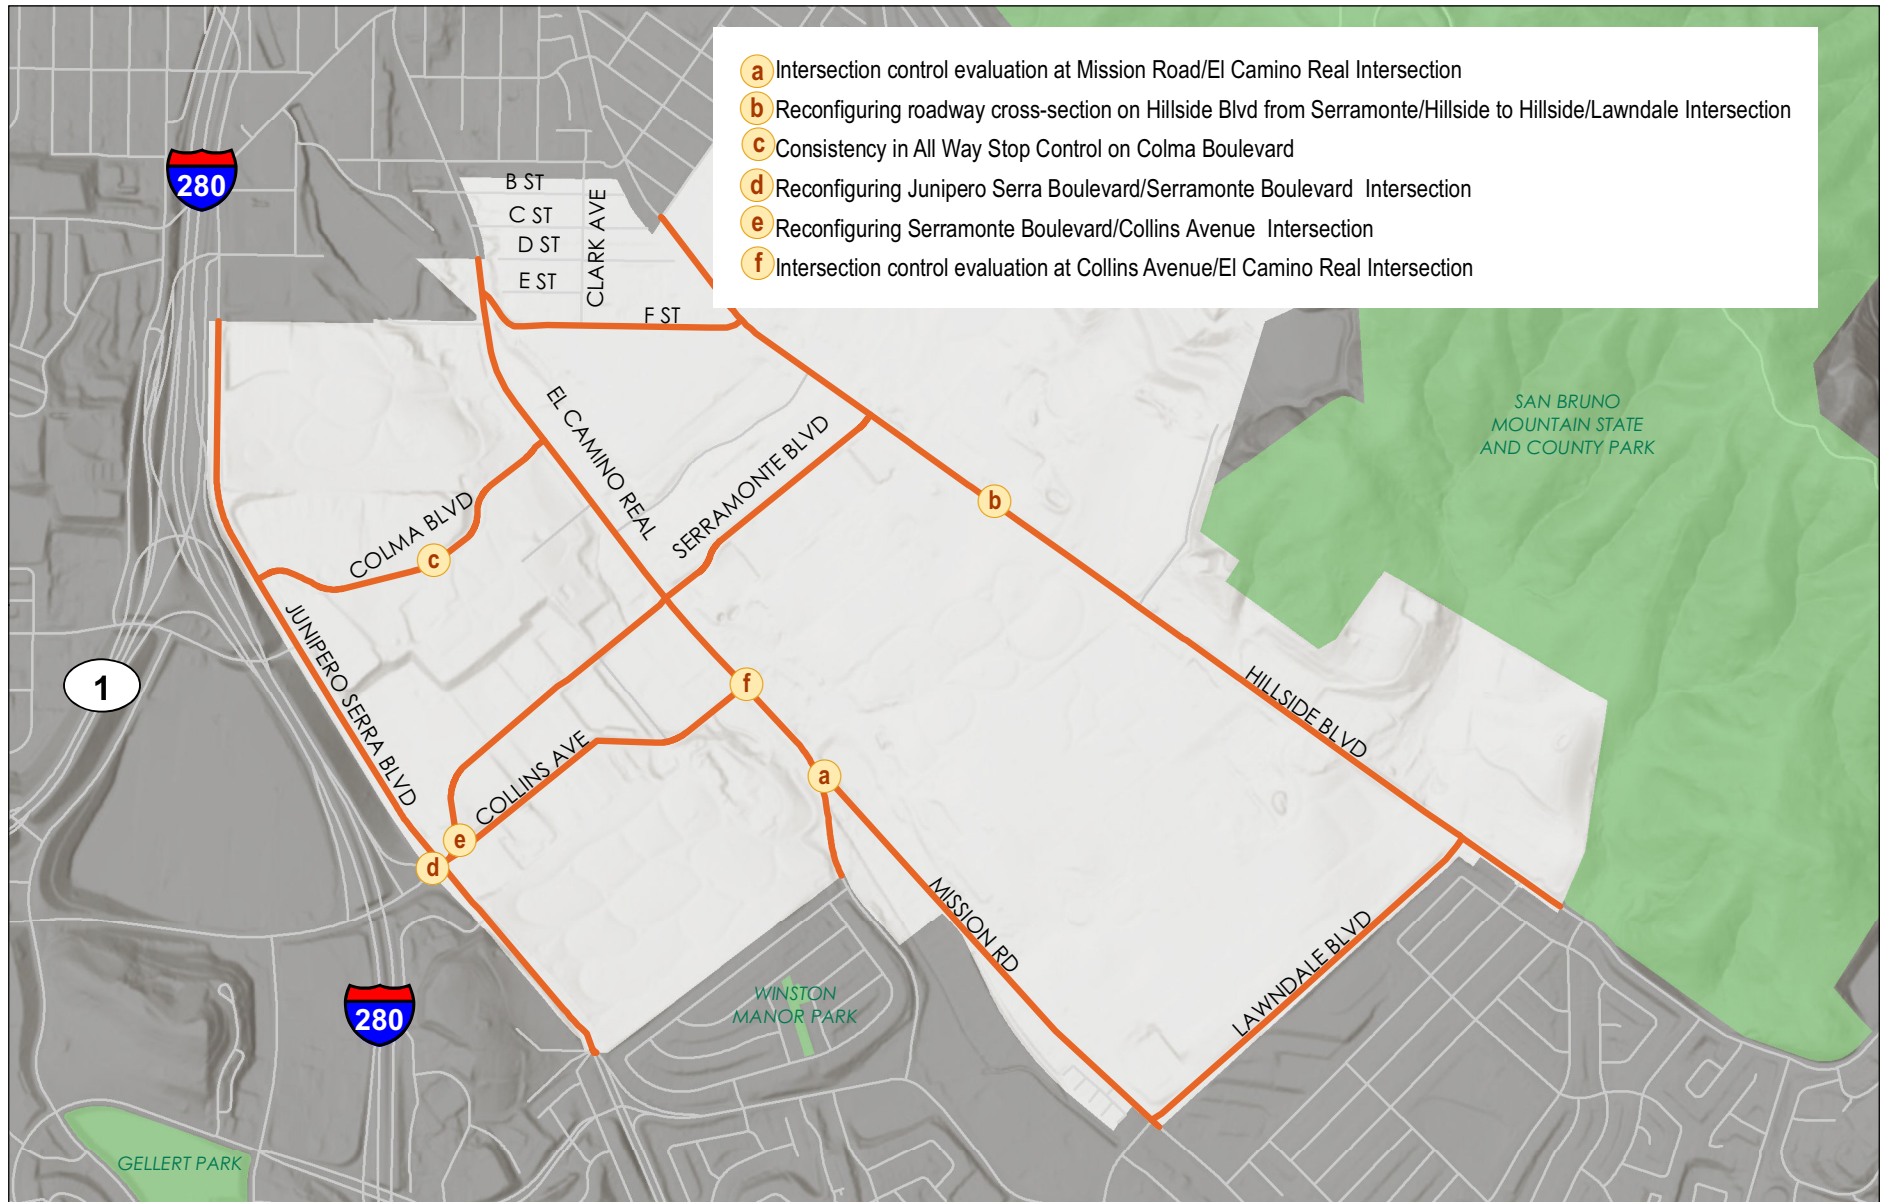 a Intersection control evaluation at Mission Road/El Camino Real Intersection
b Reconfiguring roadway cross-section on Hillside Blvd from Serramonte/Hillside to Hillside/Lawndale Intersection
c Consistency in All Way Stop Control on Colma Boulevard
d Reconfiguring Junipero Serra Boulevard/Serramonte Boulevard Intersection
e Reconfiguring Serramonte Boulevard/Collins Avenue Intersection
f Intersection control evaluation at Collins Avenue/El Camino Real Intersection
280
B ST
C ST
D ST
E ST
CLARK AVE
F ST
EL CAMINO REAL
SERRAMONTE BLVD
COLMA BLVD
c
b
SAN BRUNO
MOUNTAIN STATE
AND COUNTY PARK
JUNIPERO SERRA BLVD
1
f
HILLSIDE BLVD
COLLINS AVE
a
e
d
MISSION RD
LAWNDALE BLVD
WINSTON
MANOR PARK
280
GELLERT PARK